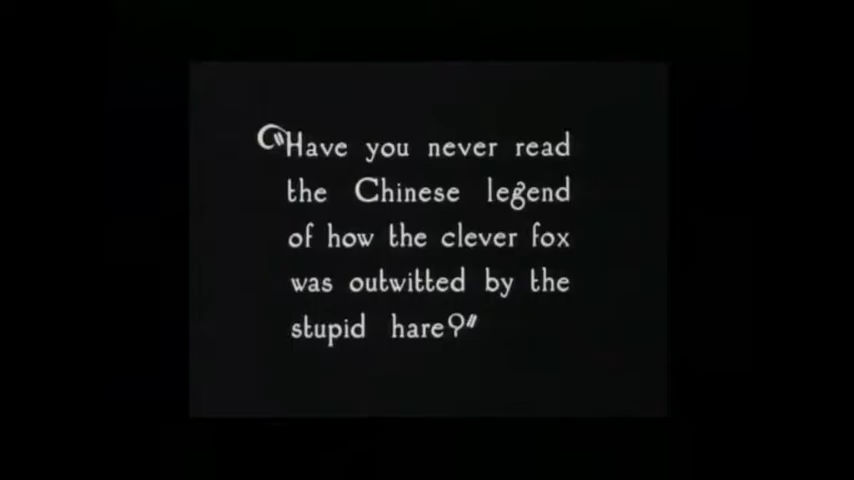 "Have you never read
the Chinese legend
of how the clever fox
was outwitted by the
stupid hare?"